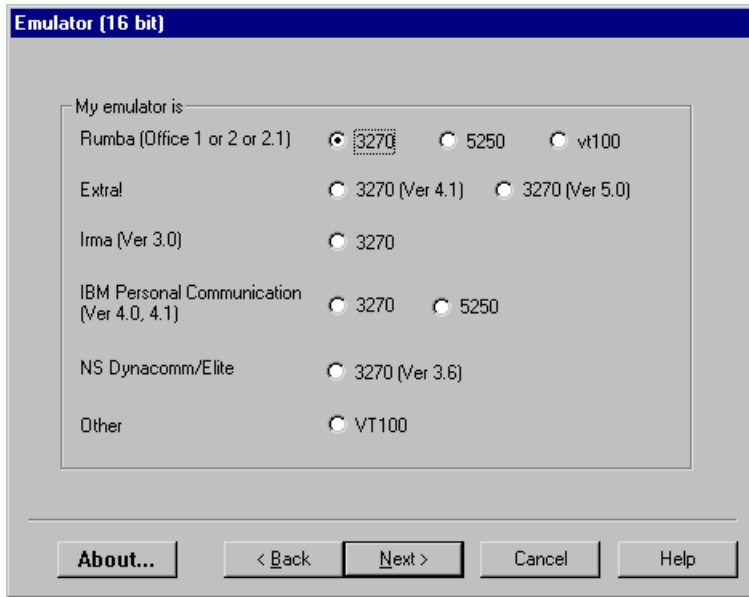 Emulator (16 bit)
My emulator is
Rumba (Office 1 or 2 or 2.1) 3270 5250 vt100
Extra! 3270 (Ver 4.1) 3270 (Ver 5.0)
Irma (Ver 3.0) 3270
IBM Personal Communication
(Ver 4.0, 4.1) 3270 5250
NS Dynacomm/Elite 3270 (Ver 3.6)
Other VT100
About... < Back Next > Cancel Help